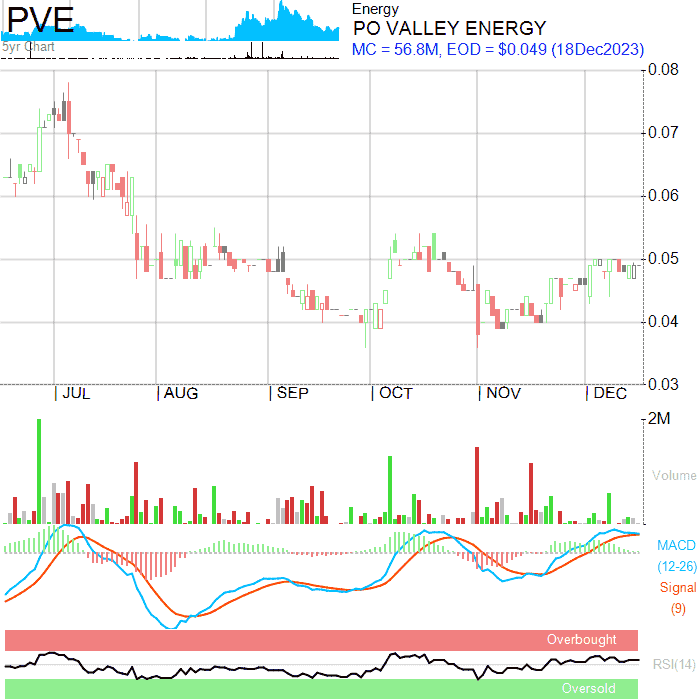 PVE
5yr Chart
Energy
PO VALLEY ENERGY
MC = 56.8M, EOD = $0.049 (18Dec2023)
0.08
0.07
0.06
0.05
0.04
0.03
JUL AUG SEP OCT NOV DEC
2M
Volume
MACD
(12-26)
Signal
(9)
Overbought
RSI(14)
Oversold